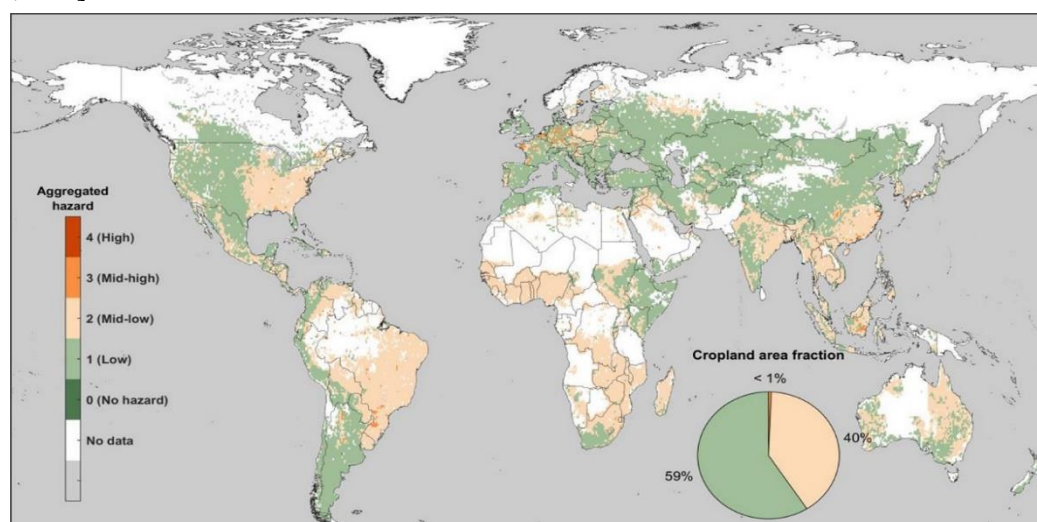 Aggregated
hazard
4 (High)
3 (Mid-high)
2 (Mid-low)
1 (Low)
0 (No hazard)
No data
Cropland area fraction
< 1%
40%
59%